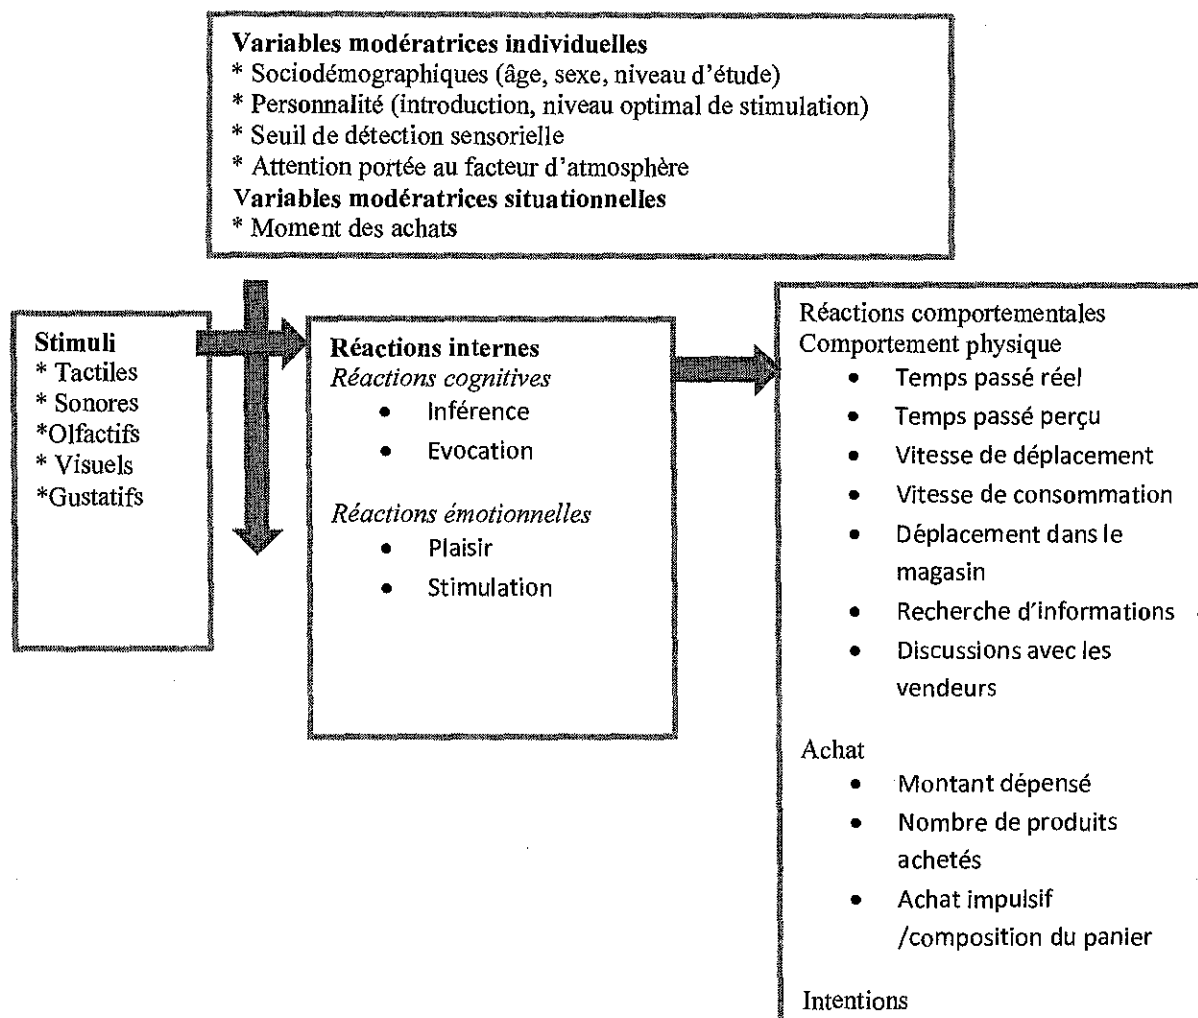 Variables modératrices individuelles
* Sociodémographiques (âge, sexe, niveau d'étude)
* Personnalité (introduction, niveau optimal de stimulation)
* Seuil de détection sensorielle
* Attention portée au facteur d'atmosphère
Variables modératrices situationnelles
* Moment des achats
Stimuli
* Tactiles
* Sonores
*Olfactifs
* Visuels
*Gustatifs
Réactions internes
Réactions cognitives
• Inférence
• Evocation
Réactions émotionnelles
• Plaisir
• Stimulation
Réactions comportementales
Comportement physique
• Temps passé réel
• Temps passé perçu
• Vitesse de déplacement
• Vitesse de consommation
• Déplacement dans le
magasin
• Recherche d'informations
• Discussions avec les
vendeurs
Achat
• Montant dépensé
• Nombre de produits
achetés
• Achat impulsif
/composition du panier
Intentions